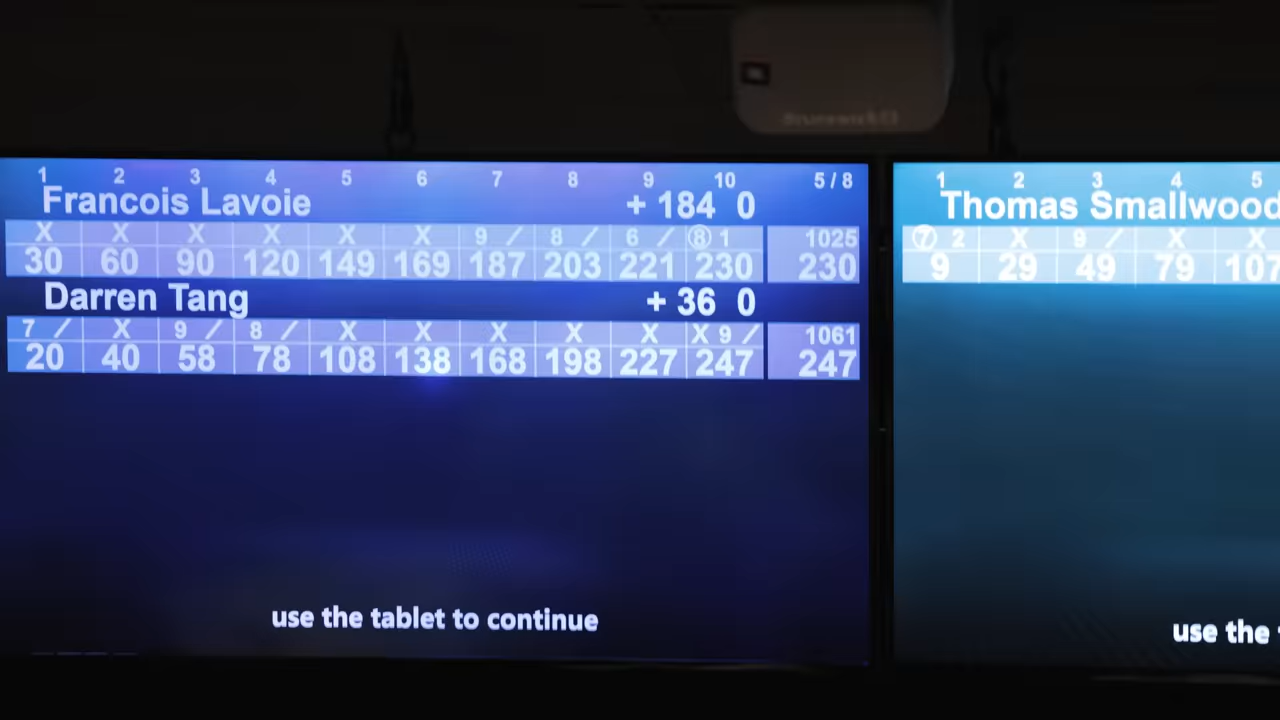 1 2 3 4 5 6 7 8 9 10 5 / 8
Francois Lavoie + 184 0
X X X X X X 9 / 8 / 6 / ⑧ 1 1025
30 60 90 120 149 169 187 203 221 230 230
Darren Tang + 36 0
7 / X 9 / 8 / X X X X X X 9 / 1061
20 40 58 78 108 138 168 198 227 247 247
use the tablet to continue
1 2 3 4 5
Thomas Smallwood
⑦ 2 X 9 / X X
9 29 49 79 107
use the
Brunswick